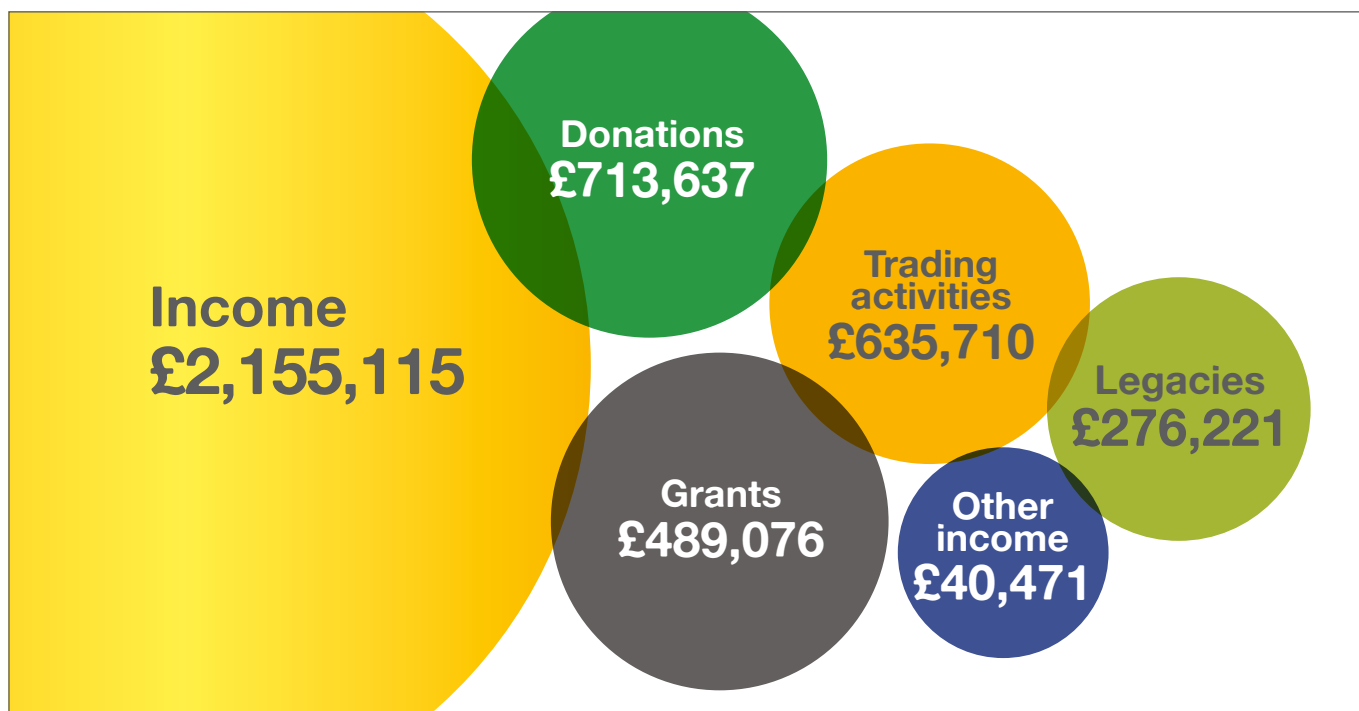 Income
£2,155,115
Donations
£713,637
Trading
activities
£635,710
Legacies
£276,221
Grants
£489,076
Other
income
£40,471